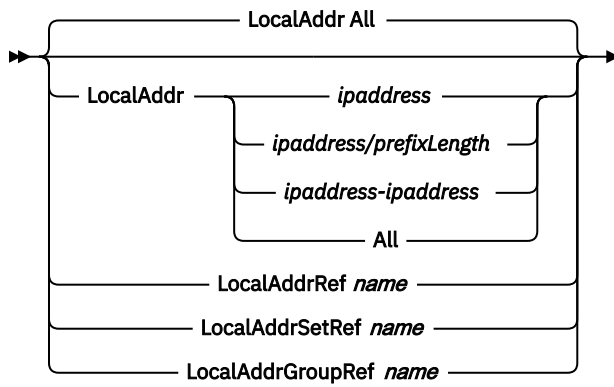 LocalAddr All
LocalAddr ipaddress
ipaddress/prefixLength
ipaddress-ipaddress
All
LocalAddrRef name
LocalAddrSetRef name
LocalAddrGroupRef name